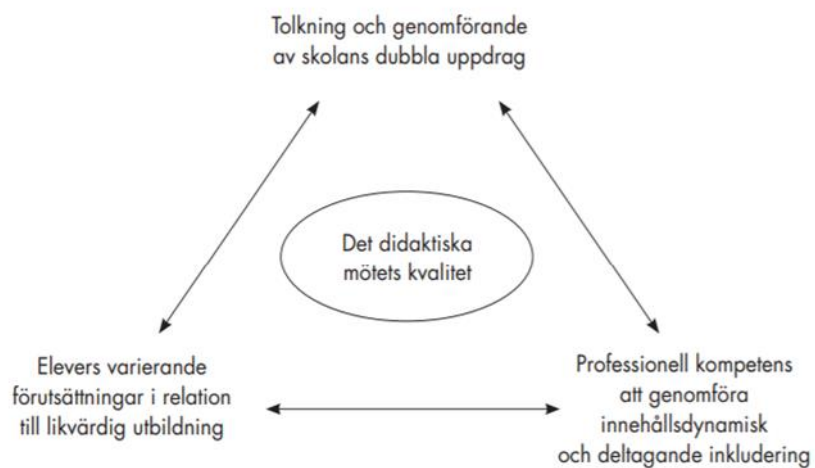 Tolkning och genomförande
av skolans dubbla uppdrag
Det didaktiska
mötets kvalitet
Elevers varierande
förutsättningar i relation
till likvärdig utbildning
Professionell kompetens
att genomföra
innehållsdynamisk
och deltagande inkludering